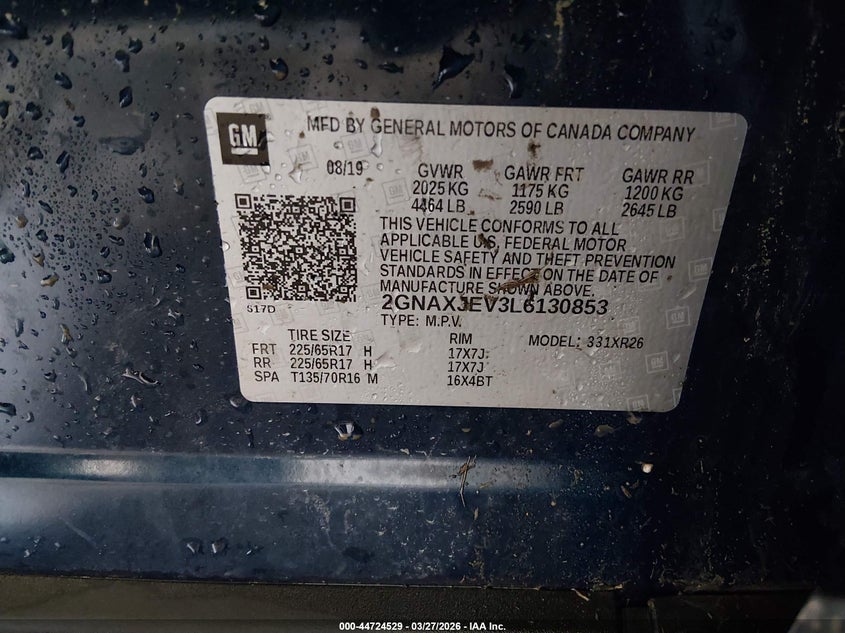 GM
MFD BY GENERAL MOTORS OF CANADA COMPANY
08/19 GVWR GAWR FRT GAWR RR
2025 KG 1175 KG 1200 KG
4464 LB 2590 LB 2645 LB
THIS VEHICLE CONFORMS TO ALL
APPLICABLE U.S. FEDERAL MOTOR
VEHICLE SAFETY AND THEFT PREVENTION
STANDARDS IN EFFECT ON THE DATE OF
MANUFACTURE SHOWN ABOVE.
517D
2GNAXJEV3L6130853
TYPE: M.P.V.
TIRE SIZE RIM MODEL: 331XR26
FRT 225/65R17 H 17X7J
RR 225/65R17 H 17X7J
SPA T135/70R16 M 16X4BT
000-44724529 | 03/27/2026 | IAA Inc.